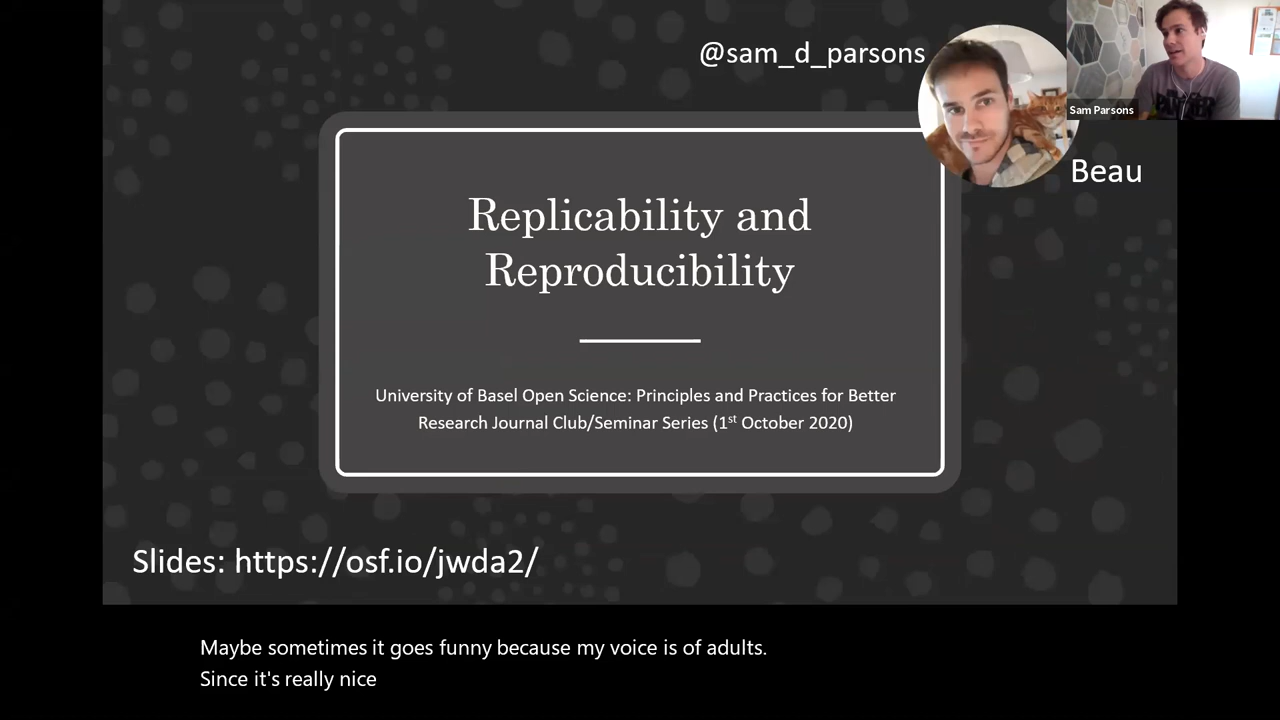 @sam_d_parsons
Sam Parsons
Beau
Replicability and
Reproducibility
University of Basel Open Science: Principles and Practices for Better
Research Journal Club/Seminar Series (1st October 2020)
Slides: https://osf.io/jwda2/
Maybe sometimes it goes funny because my voice is of adults.
Since it's really nice